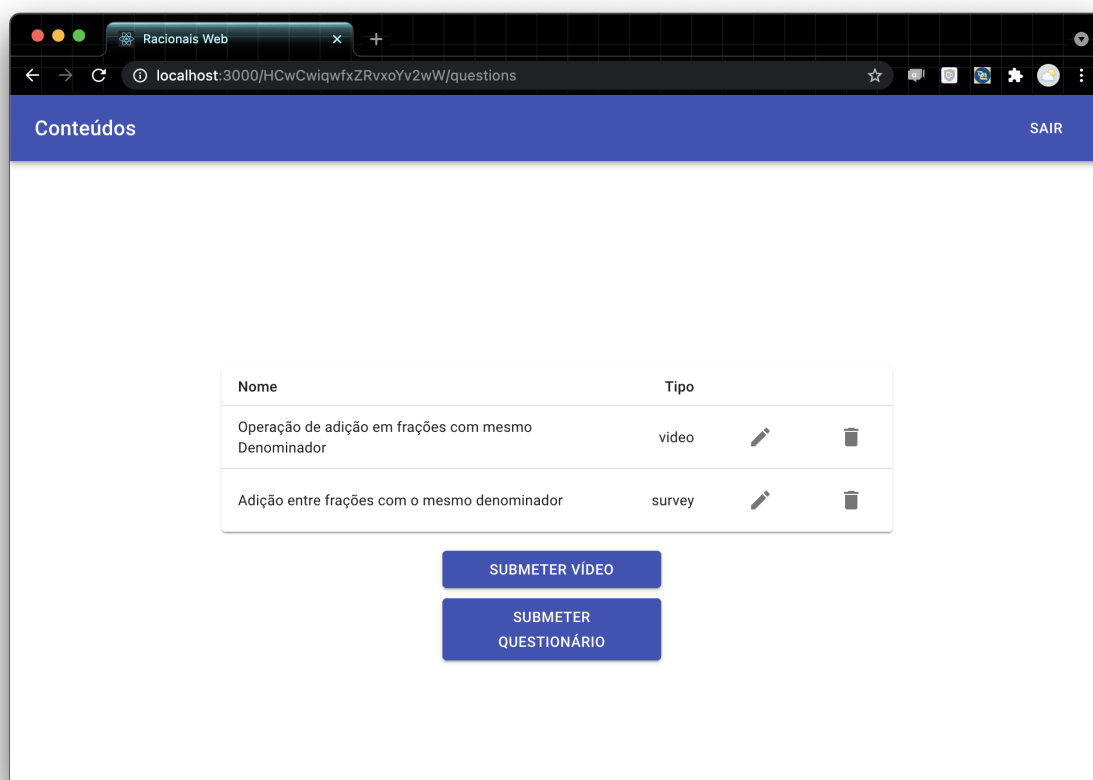 Racionais Web
localhost:3000/HCwCwiqwfxZRvxoYv2wW/questions
Conteúdos SAIR
Nome Tipo
Operação de adição em frações com mesmo
Denominador
video
Adição entre frações com o mesmo denominador survey
SUBMETER VÍDEO
SUBMETER
QUESTIONÁRIO